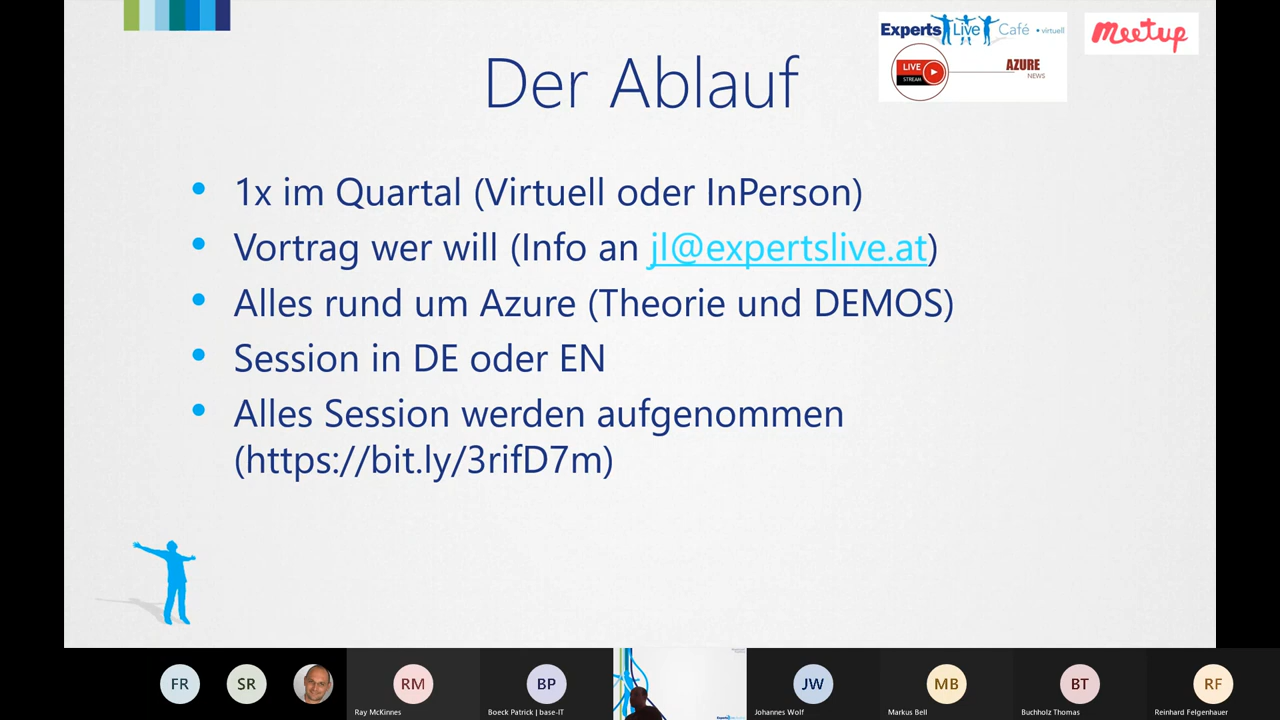 Experts Live Café • virtuell
meetup
LIVE
STREAM
AZURE
NEWS
Der Ablauf
• 1x im Quartal (Virtuell oder InPerson)
• Vortrag wer will (Info an jl@expertslive.at)
• Alles rund um Azure (Theorie und DEMOS)
• Session in DE oder EN
• Alles Session werden aufgenommen
(https://bit.ly/3rifD7m)
FR
SR
RM
Ray McKinnes
BP
Boeck Patrick | base-IT
JW
Johannes Wolf
MB
Markus Bell
BT
Buchholz Thomas
RF
Reinhard Felgenhauer